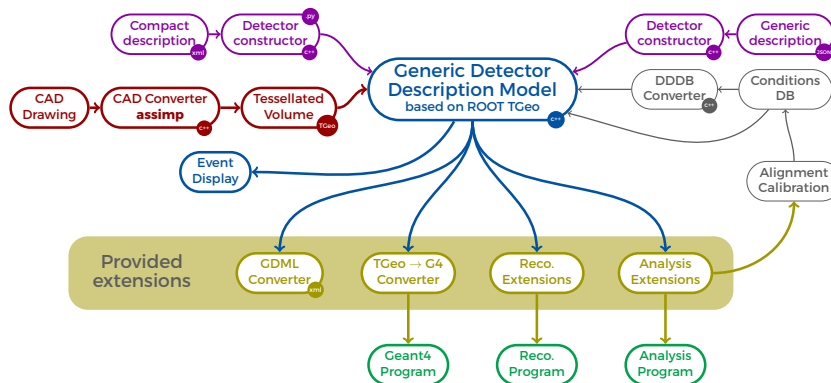 Compact
description
xml
Detector
constructor
.py
c++
Detector
constructor
c++
Generic
description
JSON
Generic Detector
Description Model
based on ROOT TGeo
c++
CAD
Drawing
CAD Converter
assimp
c++
Tessellated
Volume
TGeo
DDDB
Converter
c++
Conditions
DB
Event
Display
Alignment
Calibration
Provided
extensions
GDML
Converter
xml
TGeo → G4
Converter
Reco.
Extensions
Analysis
Extensions
Geant4
Program
Reco.
Program
Analysis
Program